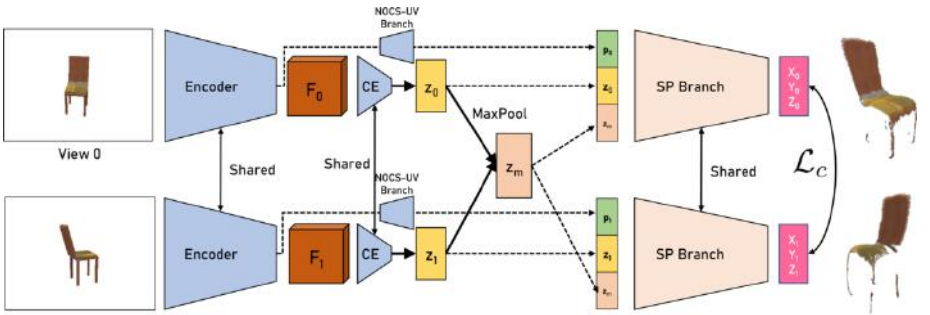 NOCS-UV
Branch
Encoder
F0
CE
z0
p0
z0
zm
SP Branch
X0
Y0
Z0
View 0
MaxPool
Shared
Shared
zm
Shared
ℒc
NOCS-UV
Branch
Encoder
F1
CE
z1
p1
z1
zm
SP Branch
X1
Y1
Z1